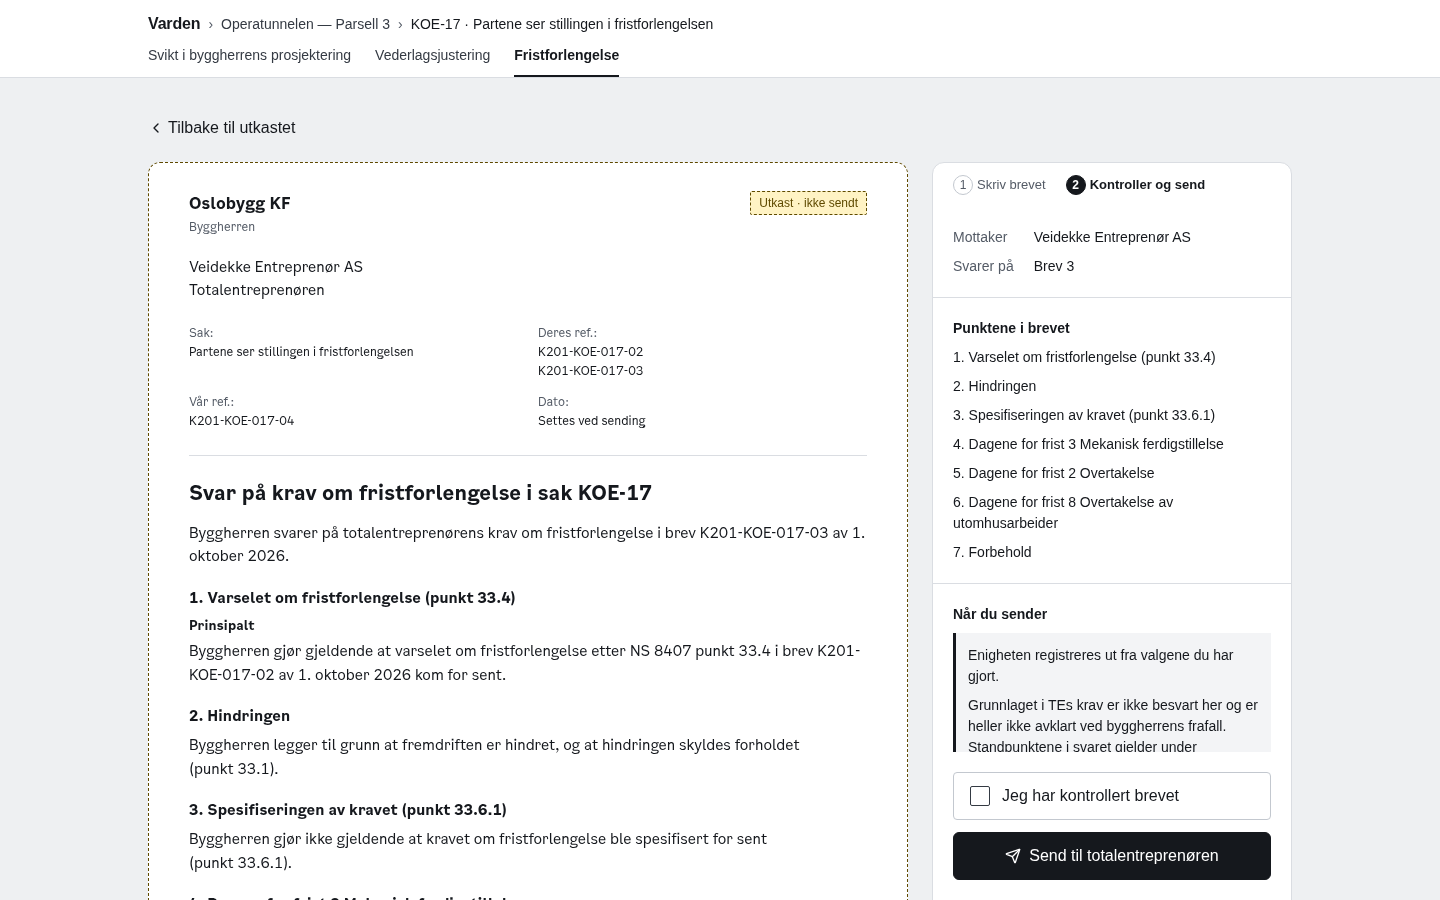 Varden › Operatunnelen — Parsell 3 › KOE-17 · Partene ser stillingen i fristforlengelsen
Svikt i byggherrens prosjektering Vederlagsjustering Fristforlengelse
Tilbake til utkastet
Oslobygg KF
Utkast · ikke sendt
Byggherren
Veidekke Entreprenør AS
Totalentreprenøren
Sak:
Partene ser stillingen i fristforlengelsen
Deres ref.:
K201-KOE-017-02
K201-KOE-017-03
Vår ref.:
K201-KOE-017-04
Dato:
Settes ved sending
Svar på krav om fristforlengelse i sak KOE-17
Byggherren svarer på totalentreprenørens krav om fristforlengelse i brev K201-KOE-017-03 av 1.
oktober 2026.
1. Varselet om fristforlengelse (punkt 33.4)
Prinsipalt
Byggherren gjør gjeldende at varselet om fristforlengelse etter NS 8407 punkt 33.4 i brev K201-
KOE-017-02 av 1. oktober 2026 kom for sent.
2. Hindringen
Byggherren legger til grunn at fremdriften er hindret, og at hindringen skyldes forholdet
(punkt 33.1).
3. Spesifiseringen av kravet (punkt 33.6.1)
Byggherren gjør ikke gjeldende at kravet om fristforlengelse ble spesifisert for sent
(punkt 33.6.1).
1 Skriv brevet 2 Kontroller og send
Mottaker Veidekke Entreprenør AS
Svarer på Brev 3
Punktene i brevet
1. Varselet om fristforlengelse (punkt 33.4)
2. Hindringen
3. Spesifiseringen av kravet (punkt 33.6.1)
4. Dagene for frist 3 Mekanisk ferdigstillelse
5. Dagene for frist 2 Overtakelse
6. Dagene for frist 8 Overtakelse av
utomhusarbeider
7. Forbehold
Når du sender
Enigheten registreres ut fra valgene du har
gjort.
Grunnlaget i TEs krav er ikke besvart her og er
heller ikke avklart ved byggherrens frafall.
Standpunktene i svaret gjelder under
Jeg har kontrollert brevet
Send til totalentreprenøren